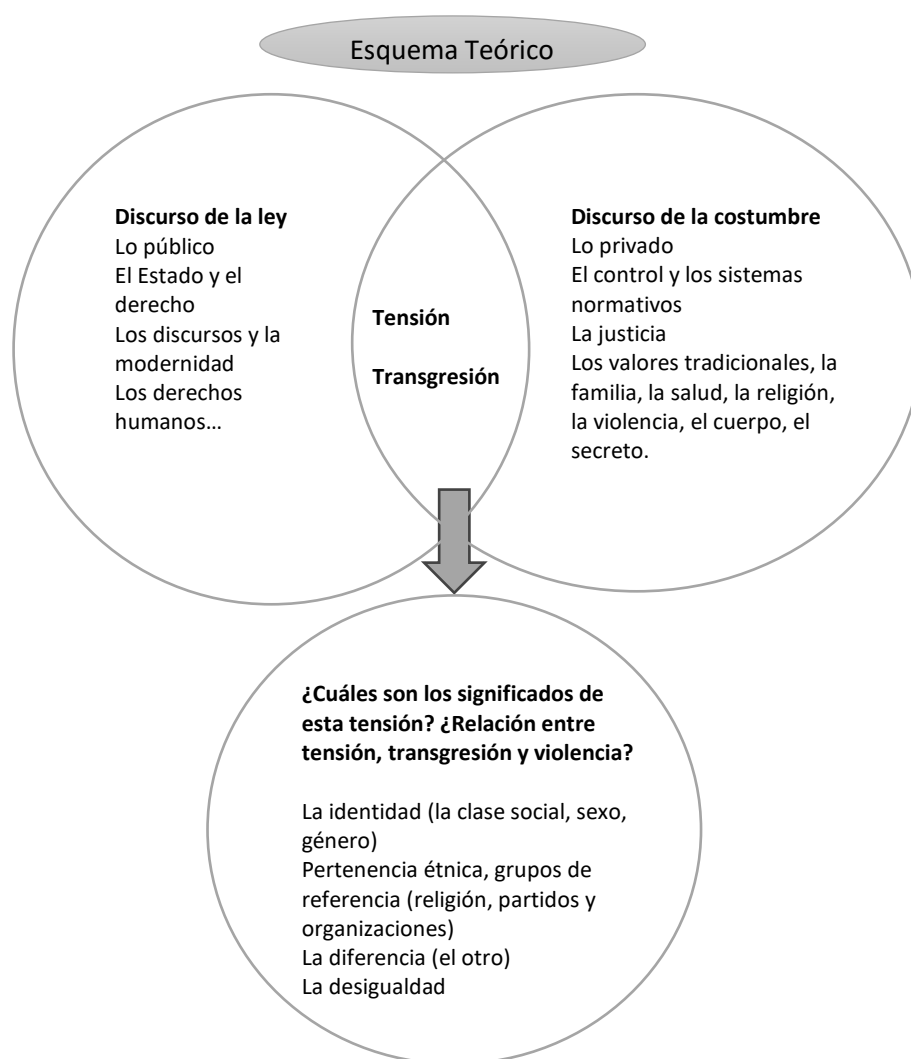 Esquema Teórico
Discurso de la ley
Lo público
El Estado y el
derecho
Los discursos y la
modernidad
Los derechos
humanos…
Tensión
Transgresión
Discurso de la costumbre
Lo privado
El control y los sistemas
normativos
La justicia
Los valores tradicionales, la
familia, la salud, la religión,
la violencia, el cuerpo, el
secreto.
¿Cuáles son los significados de
esta tensión? ¿Relación entre
tensión, transgresión y violencia?
La identidad (la clase social, sexo,
género)
Pertenencia étnica, grupos de
referencia (religión, partidos y
organizaciones)
La diferencia (el otro)
La desigualdad